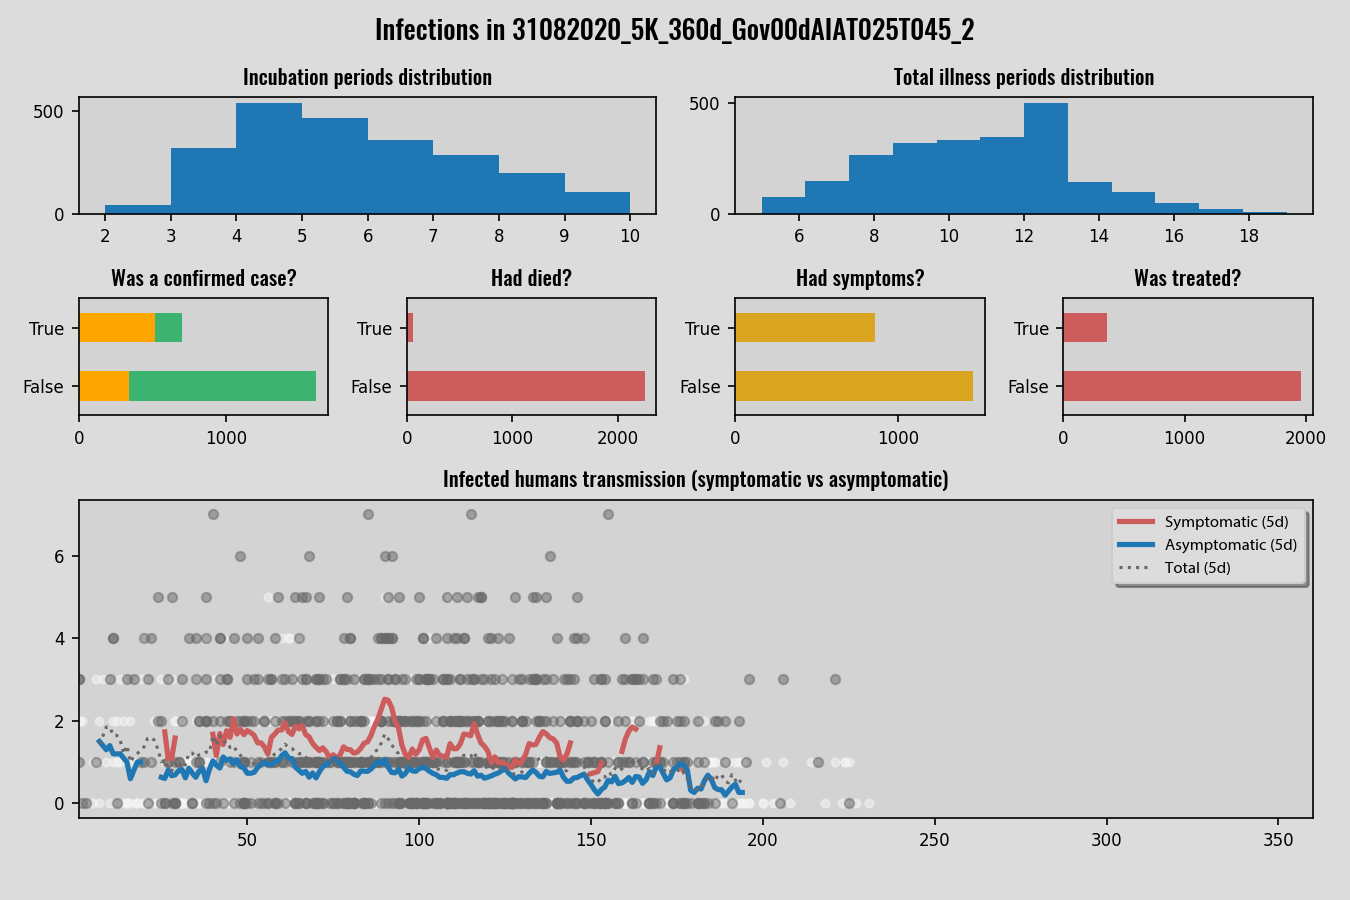 Infections in 31082020_5K_360d_Gov00dAIAT025T045_2
Incubation periods distribution
Total illness periods distribution
500
0
2 3 4 5 6 7 8 9 10
500
0
6 8 10 12 14 16 18
Was a confirmed case?
Had died?
Had symptoms?
Was treated?
True
False
0 1000
True
False
0 1000 2000
True
False
0 1000
True
False
0 1000 2000
Infected humans transmission (symptomatic vs asymptomatic)
Symptomatic (5d)
Asymptomatic (5d)
Total (5d)
6
4
2
0
50 100 150 200 250 300 350